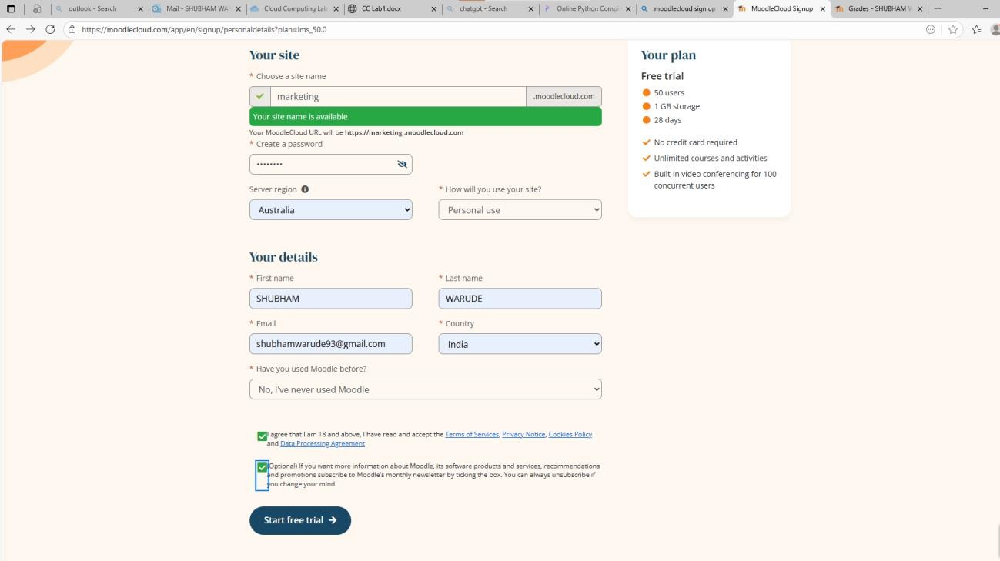 outlook - Search
Mail - SHUBHAM WA
Cloud Computing Lab
CC Lab1.docx
chatgpt - Search
Online Python Compi
moodlecloud sign up
MoodleCloud Signup
Grades - SHUBHAM W
https://moodlecloud.com/app/en/signup/personaldetails?plan=lms_50.0
Your site
* Choose a site name
marketing
.moodlecloud.com
Your site name is available.
Your MoodleCloud URL will be https://marketing .moodlecloud.com
* Create a password
••••••••
Server region
* How will you use your site?
Australia
Personal use
Your details
* First name
* Last name
SHUBHAM
WARUDE
* Email
* Country
shubhamwarude93@gmail.com
India
* Have you used Moodle before?
No, I've never used Moodle
I agree that I am 18 and above, I have read and accept the Terms of Services, Privacy Notice, Cookies Policy
and Data Processing Agreement
(Optional) If you want more information about Moodle, its software products and services, recommendations
and promotions subscribe to Moodle's monthly newsletter by ticking the box. You can always unsubscribe if
you change your mind.
Start free trial
Your plan
Free trial
50 users
1 GB storage
28 days
No credit card required
Unlimited courses and activities
Built-in video conferencing for 100
concurrent users